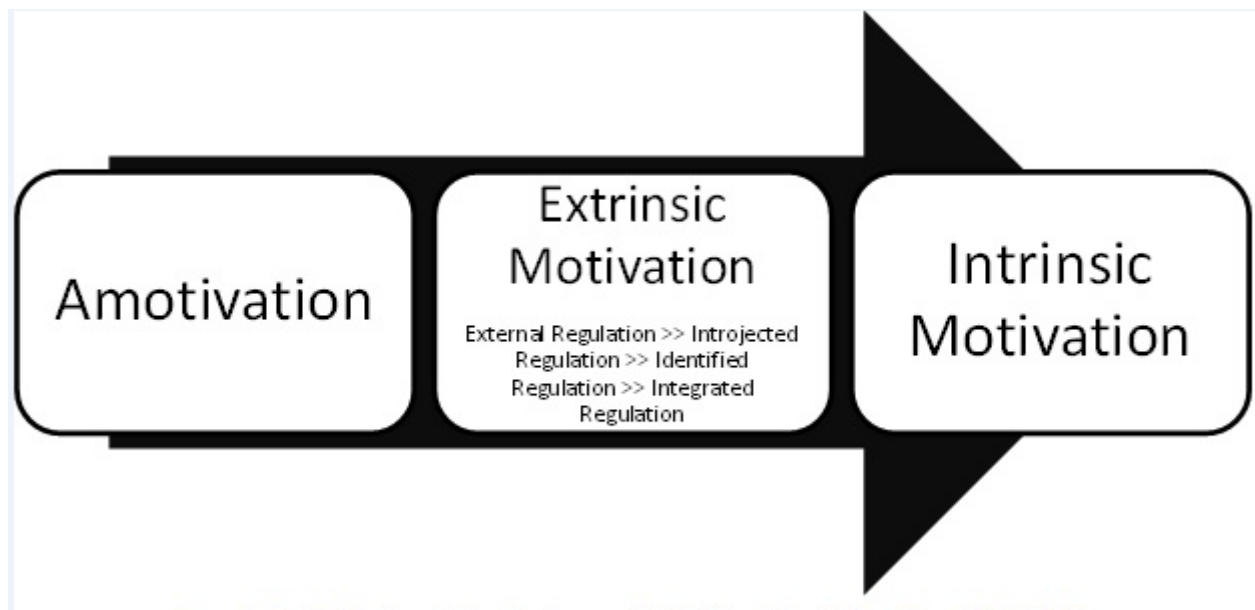 Amotivation
Extrinsic
Motivation
External Regulation >> Introjected
Regulation >> Identified
Regulation >> Integrated
Regulation
Intrinsic
Motivation